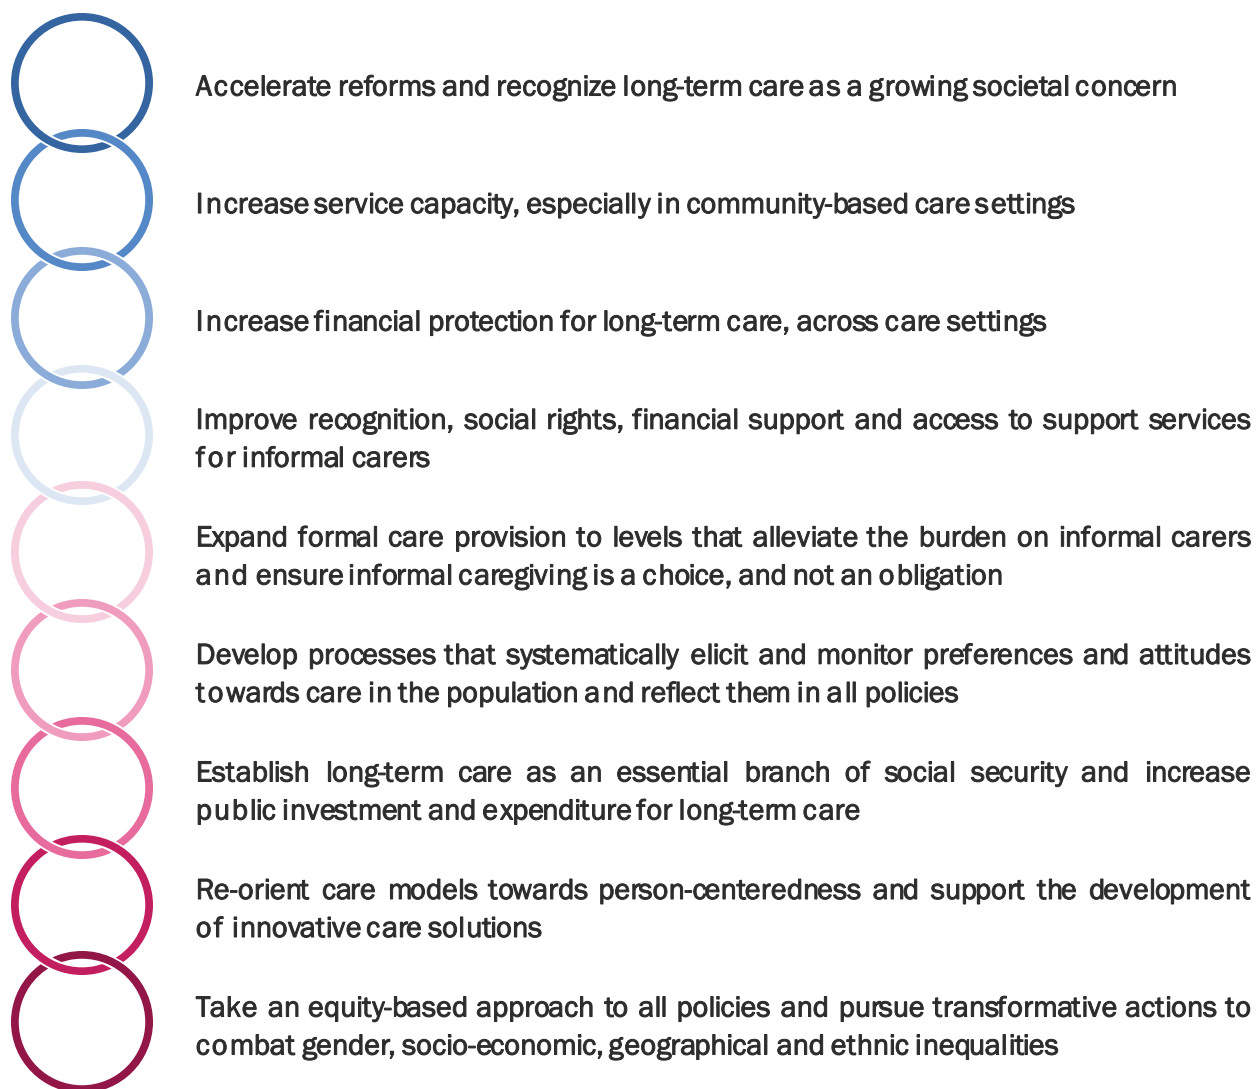 Accelerate reforms and recognize long-term care as a growing societal concern
Increase service capacity, especially in community-based care settings
Increase financial protection for long-term care, across care settings
Improve recognition, social rights, financial support and access to support services
for informal carers
Expand formal care provision to levels that alleviate the burden on informal carers
and ensure informal caregiving is a choice, and not an obligation
Develop processes that systematically elicit and monitor preferences and attitudes
towards care in the population and reflect them in all policies
Establish long-term care as an essential branch of social security and increase
public investment and expenditure for long-term care
Re-orient care models towards person-centeredness and support the development
of innovative care solutions
Take an equity-based approach to all policies and pursue transformative actions to
combat gender, socio-economic, geographical and ethnic inequalities